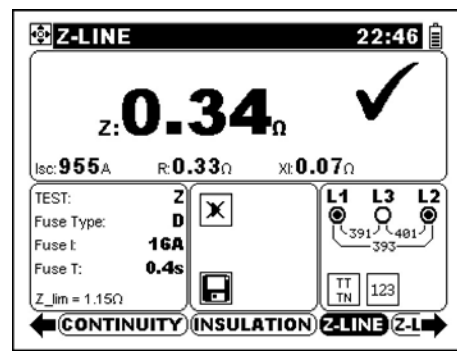 Z-LINE 22:46
Z: 0.34Ω
Isc: 955A R: 0.33Ω Xl: 0.07Ω
TEST: Z
Fuse Type: D
Fuse I: 16A
Fuse T: 0.4s
Z_lim = 1.15Ω
L1 L3 L2
391 401
393
TT
TN
123
CONTINUITY INSULATION Z-LINE Z-L